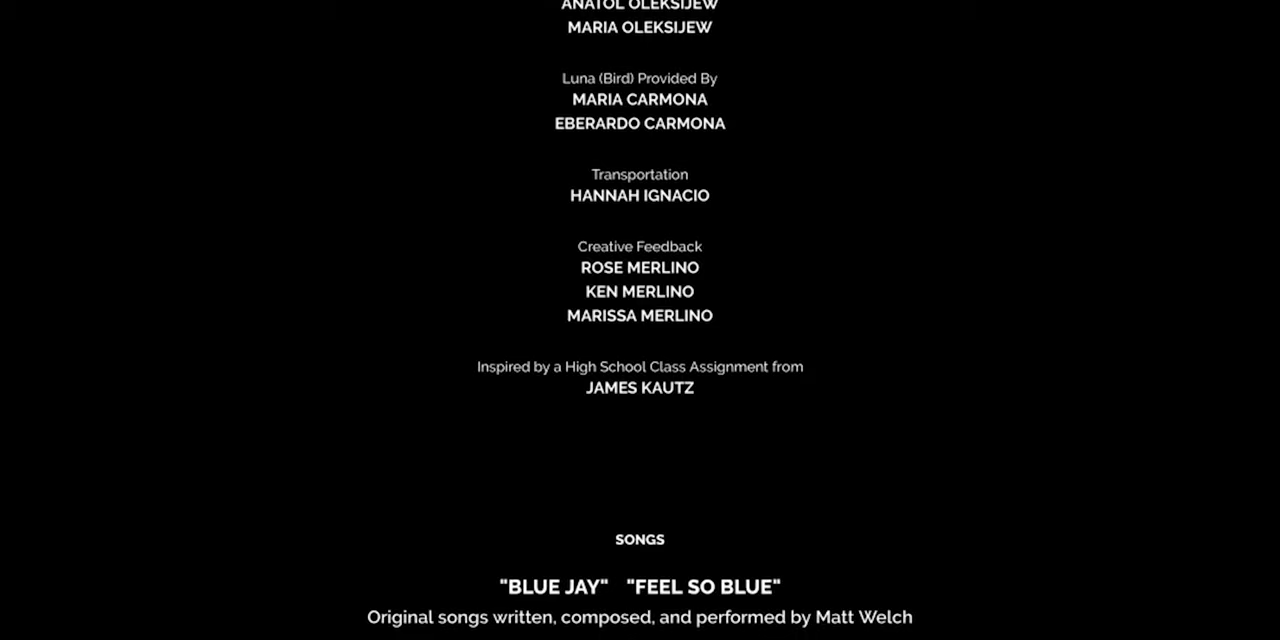 ANATOL OLEKSIJEW
MARIA OLEKSIJEW
Luna (Bird) Provided By
MARIA CARMONA
EBERARDO CARMONA
Transportation
HANNAH IGNACIO
Creative Feedback
ROSE MERLINO
KEN MERLINO
MARISSA MERLINO
Inspired by a High School Class Assignment from
JAMES KAUTZ
SONGS
"BLUE JAY" "FEEL SO BLUE"
Original songs written, composed, and performed by Matt Welch